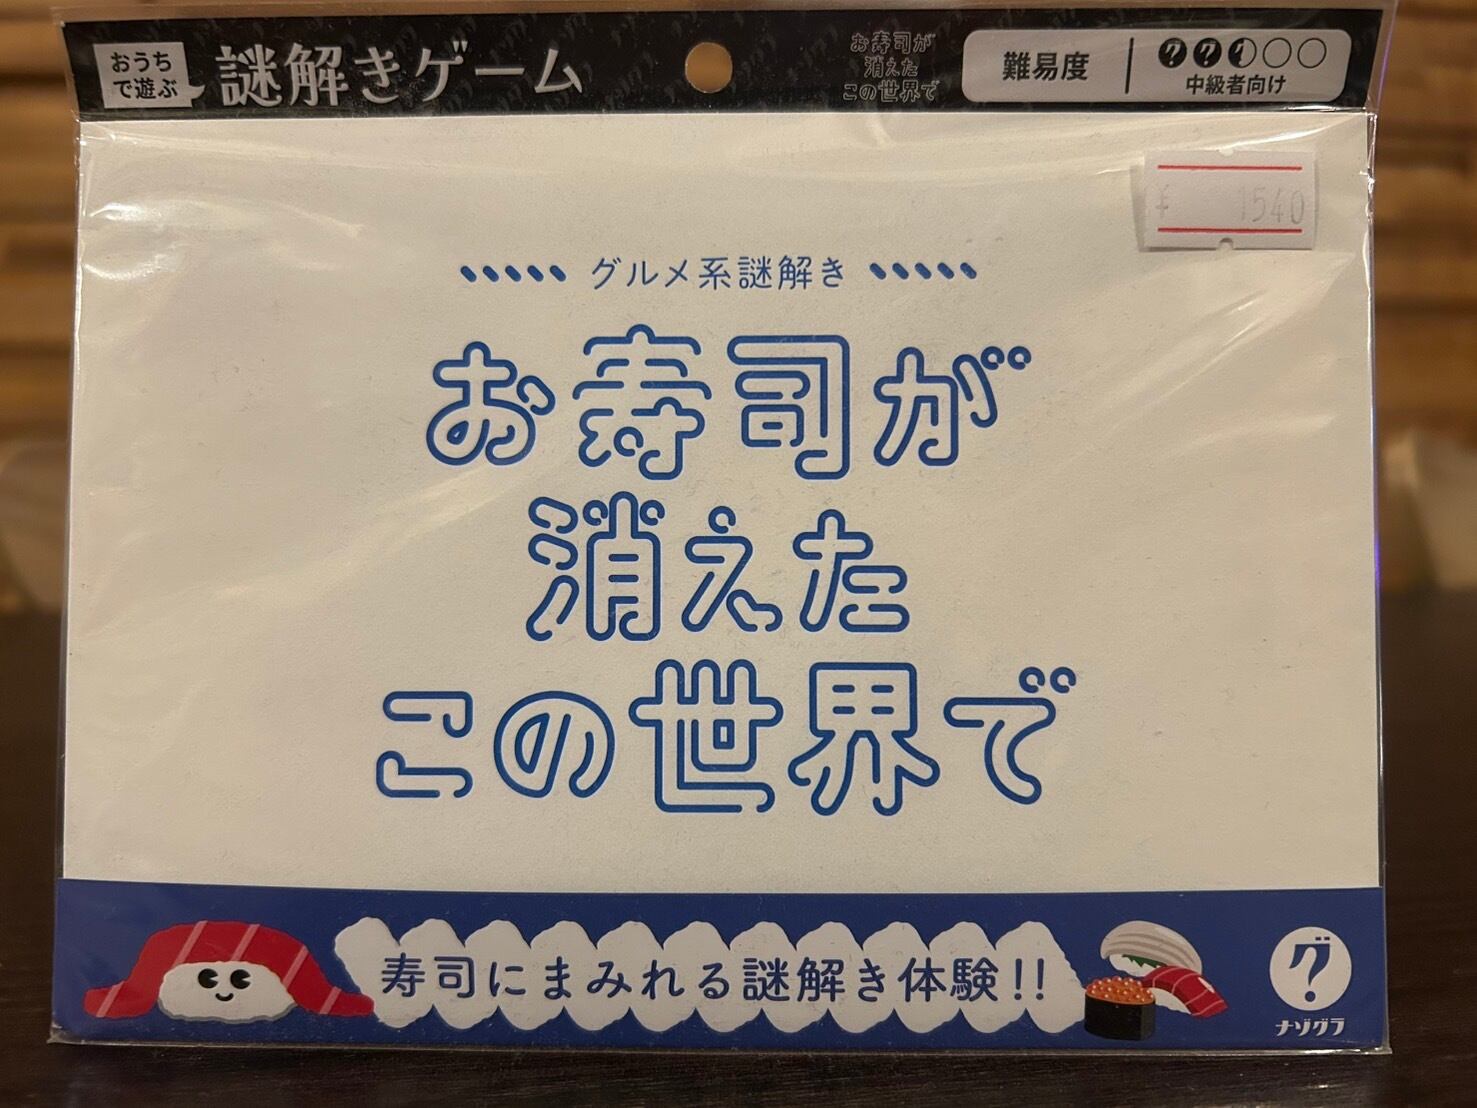 おうち
で遊ぶ
謎解きゲーム
お寿司が
消えた
この世界で
難易度
中級者向け
¥ 1540
グルメ系謎解き
お寿司が
消えた
この世界で
寿司にまみれる謎解き体験!!
グ
ナゾグラ